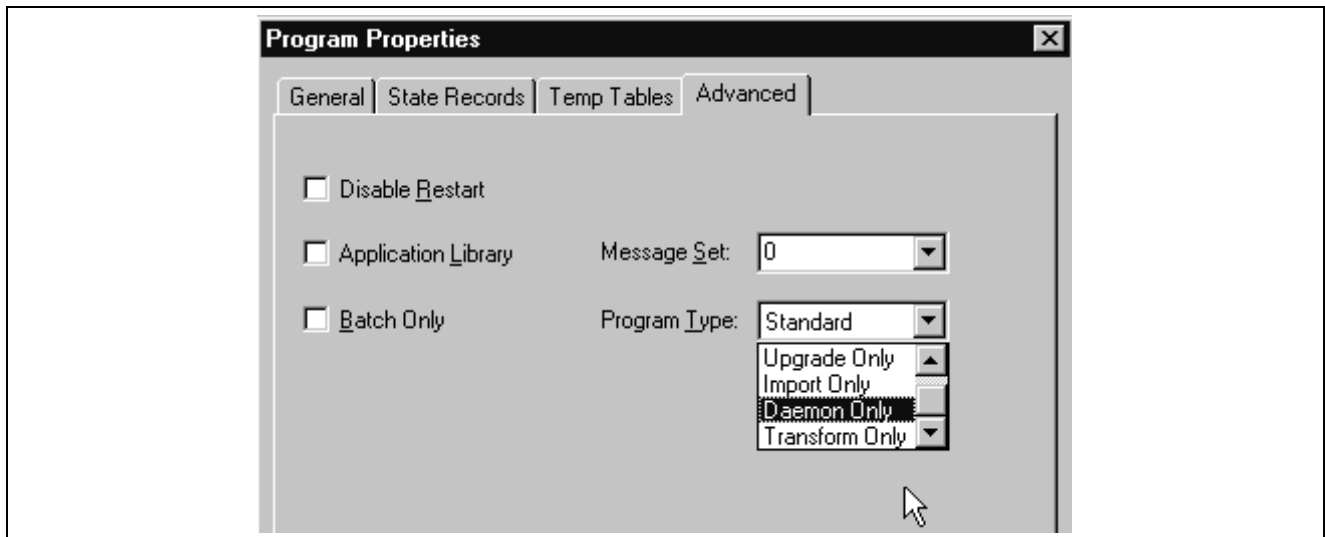 Program Properties
General State Records Temp Tables Advanced
Disable Restart
Application Library Message Set: 0
Batch Only Program Type: Standard
Upgrade Only
Import Only
Daemon Only
Transform Only